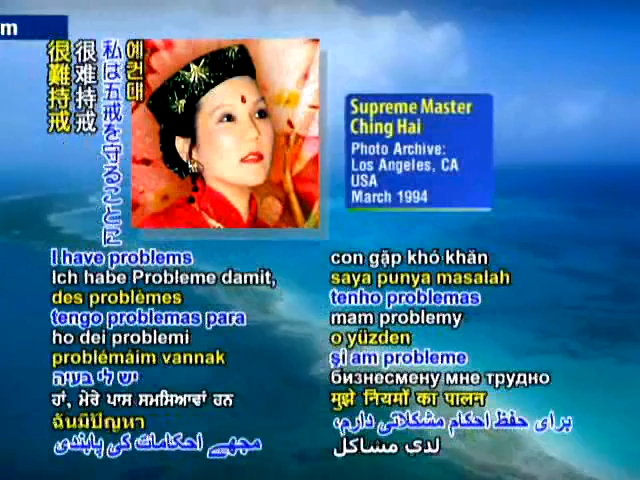 m
很難持戒
很难持戒
私は五戒を守ることに
예컨대
Supreme Master
Ching Hai
Photo Archive:
Los Angeles, CA
USA
March 1994
I have problems
Ich habe Probleme damit,
des problèmes
tengo problemas para
ho dei problemi
problémáim vannak
יש לי בעיה
ਹਾਂ, ਮੇਰੇ ਪਾਸ ਸਮਸਿਆਵਾਂ ਹਨ
ฉันมีปัญหา
مجھے احکامات کی پابندی
con gặp khó khăn
saya punya masalah
tenho problemas
mam problemy
o yüzden
şi am probleme
бизнесмену мне трудно
मुझे नियमों का पालन
برای حفظ احکام مشکلاتی دارم،
لدي مشاكل